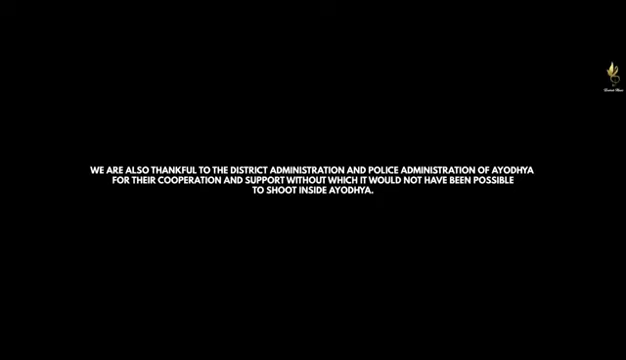 WE ARE ALSO THANKFUL TO THE DISTRICT ADMINISTRATION AND POLICE ADMINISTRATION OF AYODHYA
FOR THEIR COOPERATION AND SUPPORT WITHOUT WHICH IT WOULD NOT HAVE BEEN POSSIBLE
TO SHOOT INSIDE AYODHYA.